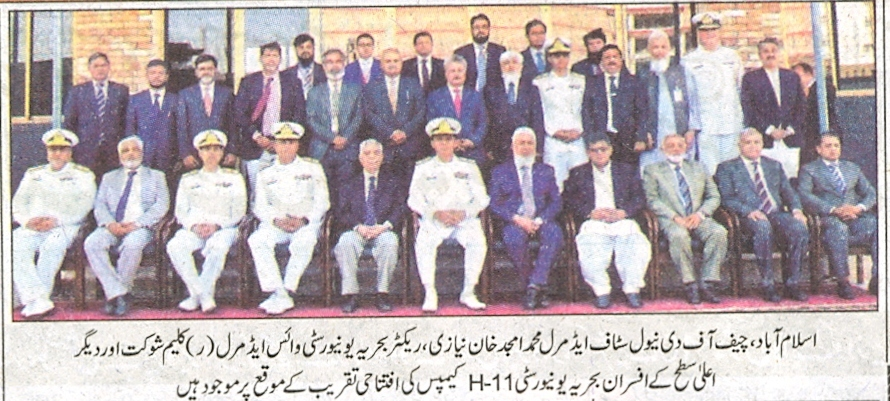 اسلام آباد، چیف آف دی نیول سٹاف ایڈمرل محمد امجد خان نیازی، ریکٹر بحریہ یونیورسٹی وائس ایڈمرل (ر) کلیم شوکت اور دیگر
اعلیٰ سطح کے افسران بحریہ یونیورسٹی H-11 کیمپس کی افتتاحی تقریب کے موقع پر موجود ہیں